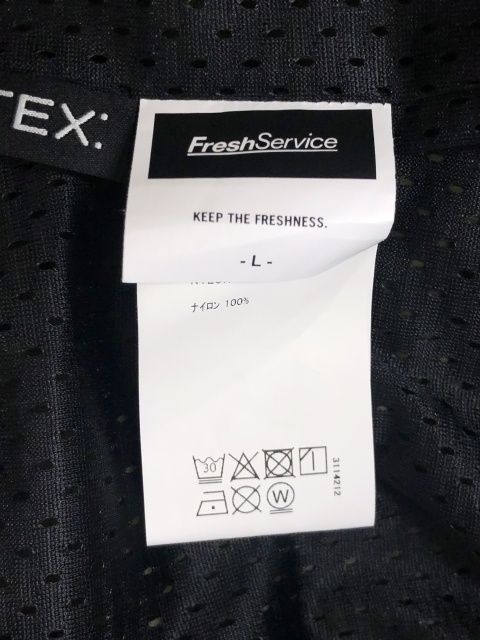 TEX:
FreshService
KEEP THE FRESHNESS.
- L -
ナイロン 100%
30
W
3114212